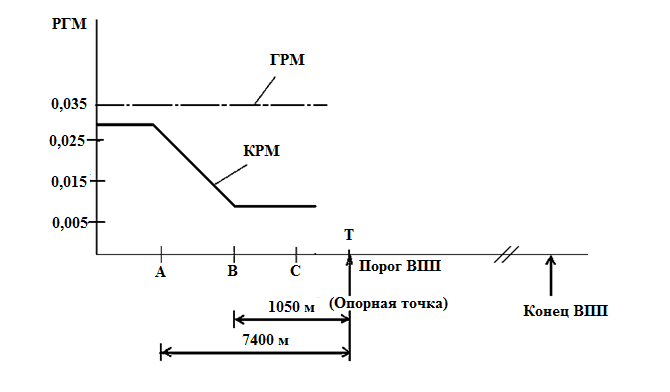 РГМ
ГРМ
0,035
0,025
КРМ
0,015
0,005
Т
А
В
С
Порог ВПП
1050 м
(Опорная точка)
Конец ВПП
7400 м